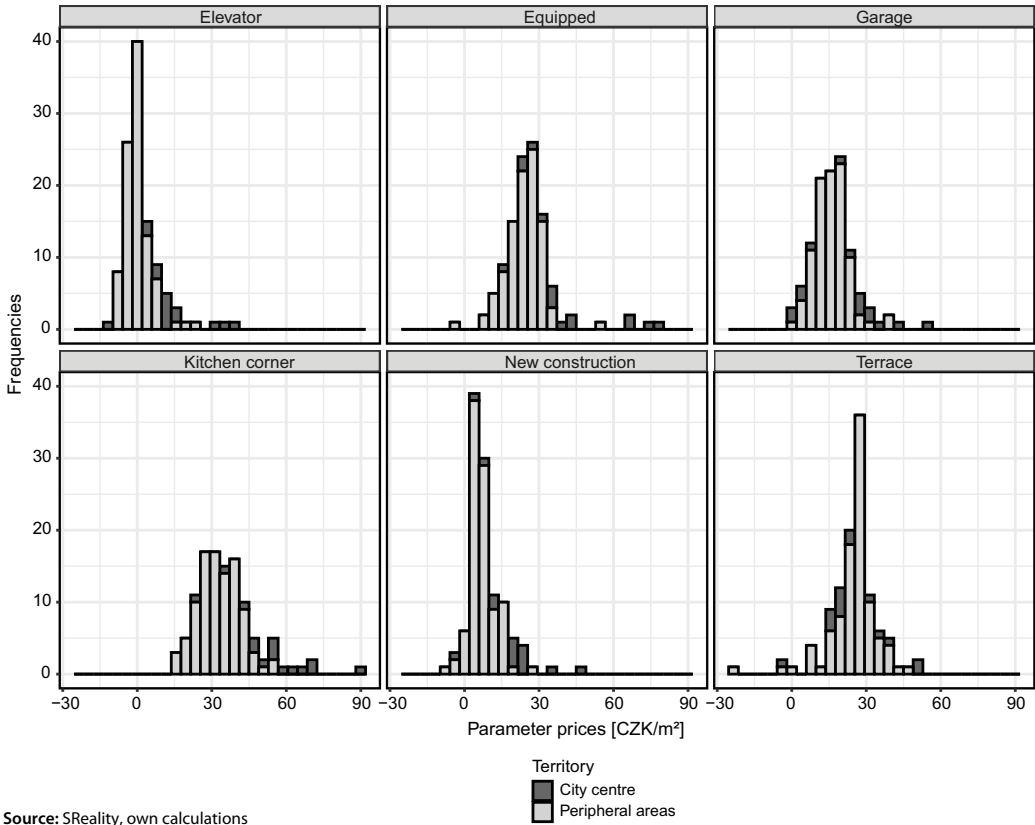 Elevator Equipped Garage
40
30
20
10
0
Frequencies
Kitchen corner New construction Terrace
40
30
20
10
0
−30 0 30 60 90 −30 0 30 60 90 −30 0 30 60 90
Parameter prices [CZK/m²]
Territory
City centre
Peripheral areas
Source: SReality, own calculations